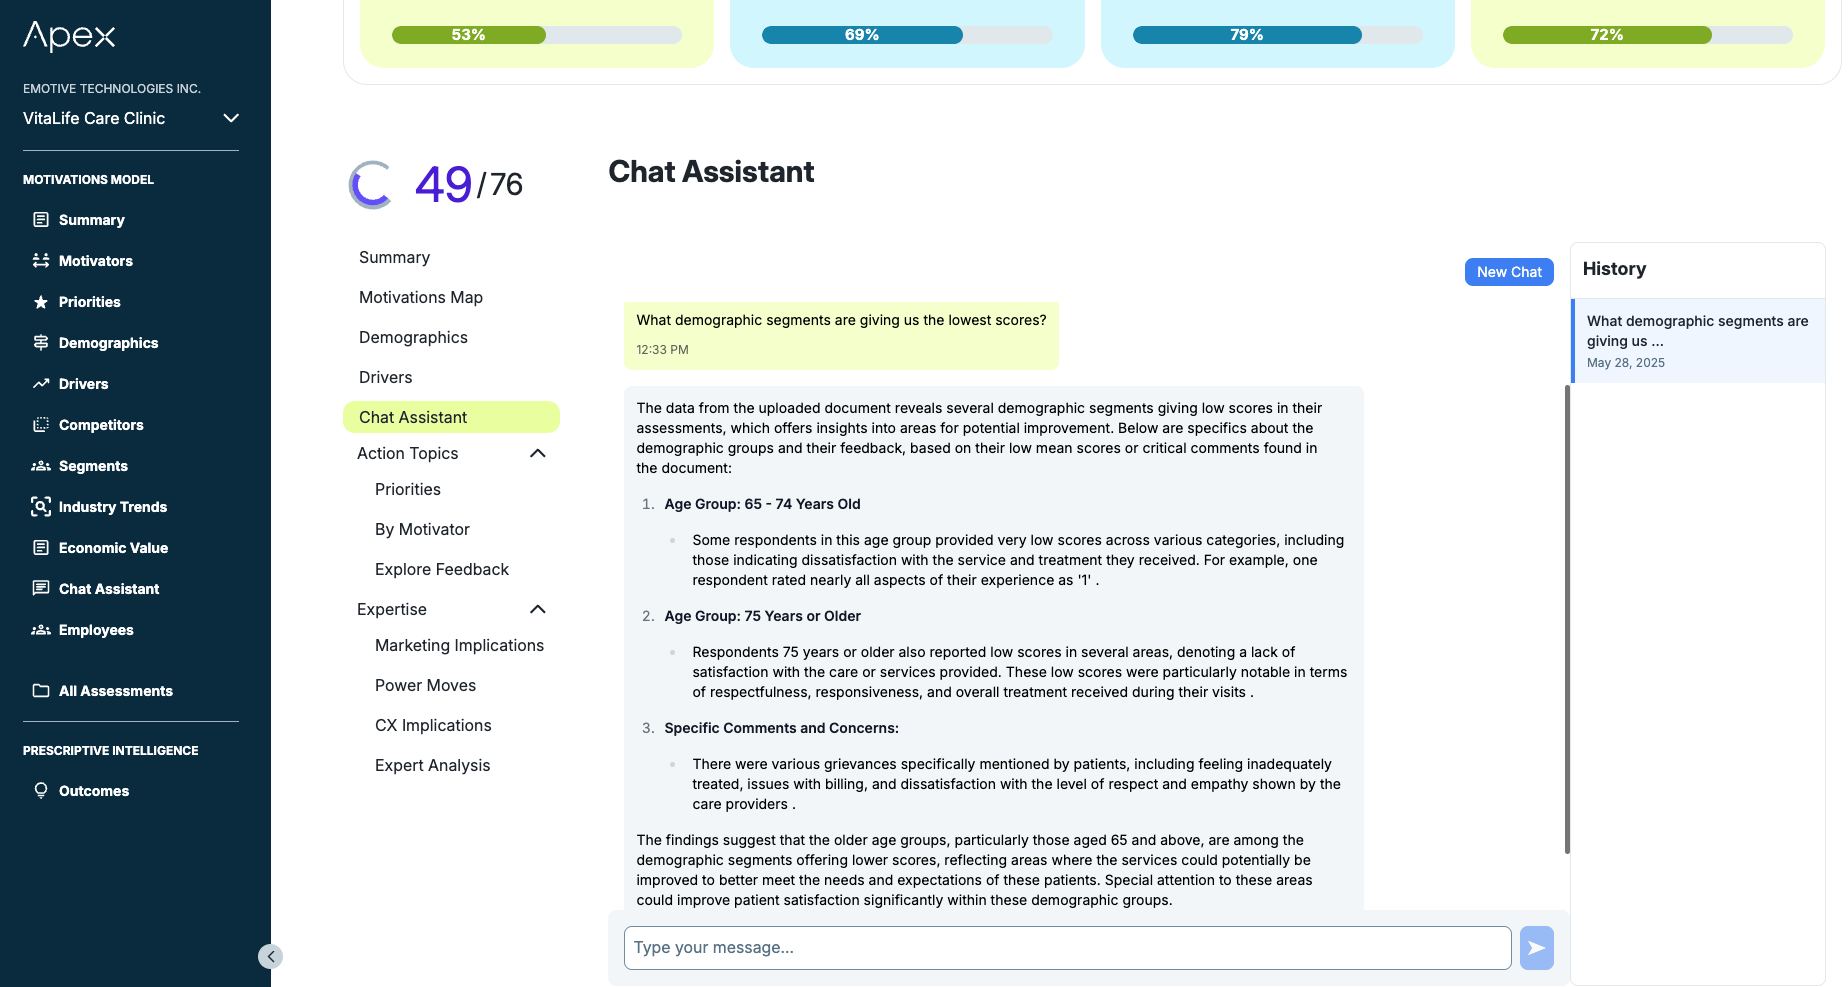 Apex
EMOTIVE TECHNOLOGIES INC.
VitaLife Care Clinic
MOTIVATIONS MODEL
Summary
Motivators
Priorities
Demographics
Drivers
Competitors
Segments
Industry Trends
Economic Value
Chat Assistant
Employees
All Assessments
PRESCRIPTIVE INTELLIGENCE
Outcomes
53%
69%
79%
72%
49/76
Summary
Motivations Map
Demographics
Drivers
Chat Assistant
Action Topics
Priorities
By Motivator
Explore Feedback
Expertise
Marketing Implications
Power Moves
CX Implications
Expert Analysis
Chat Assistant
New Chat
What demographic segments are giving us the lowest scores?
12:33 PM
The data from the uploaded document reveals several demographic segments giving low scores in their
assessments, which offers insights into areas for potential improvement. Below are specifics about the
demographic groups and their feedback, based on their low mean scores or critical comments found in
the document:
1. Age Group: 65 - 74 Years Old
Some respondents in this age group provided very low scores across various categories, including
those indicating dissatisfaction with the service and treatment they received. For example, one
respondent rated nearly all aspects of their experience as '1' .
2. Age Group: 75 Years or Older
Respondents 75 years or older also reported low scores in several areas, denoting a lack of
satisfaction with the care or services provided. These low scores were particularly notable in terms
of respectfulness, responsiveness, and overall treatment received during their visits .
3. Specific Comments and Concerns:
There were various grievances specifically mentioned by patients, including feeling inadequately
treated, issues with billing, and dissatisfaction with the level of respect and empathy shown by the
care providers .
The findings suggest that the older age groups, particularly those aged 65 and above, are among the
demographic segments offering lower scores, reflecting areas where the services could potentially be
improved to better meet the needs and expectations of these patients. Special attention to these areas
could improve patient satisfaction significantly within these demographic groups.
Type your message...
History
What demographic segments are
giving us ...
May 28, 2025